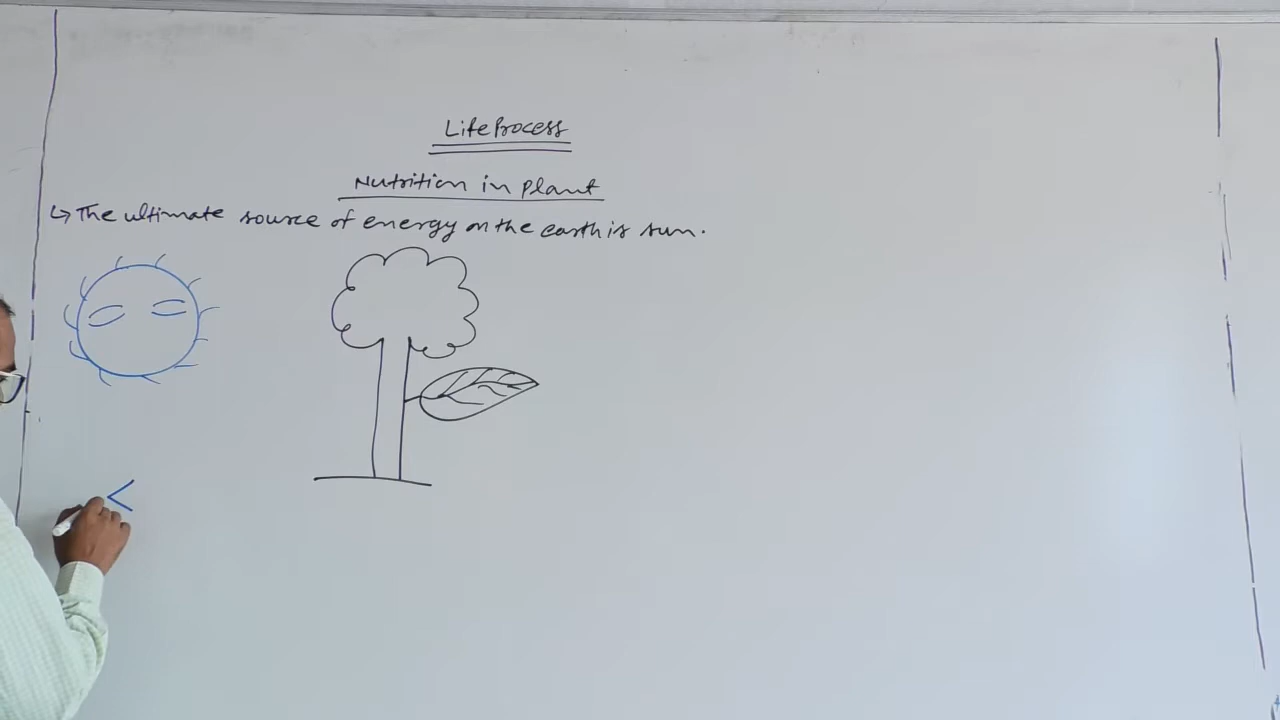 Life Process
Nutrition in plant
↳ The ultimate source of energy on the earth is sun.
<